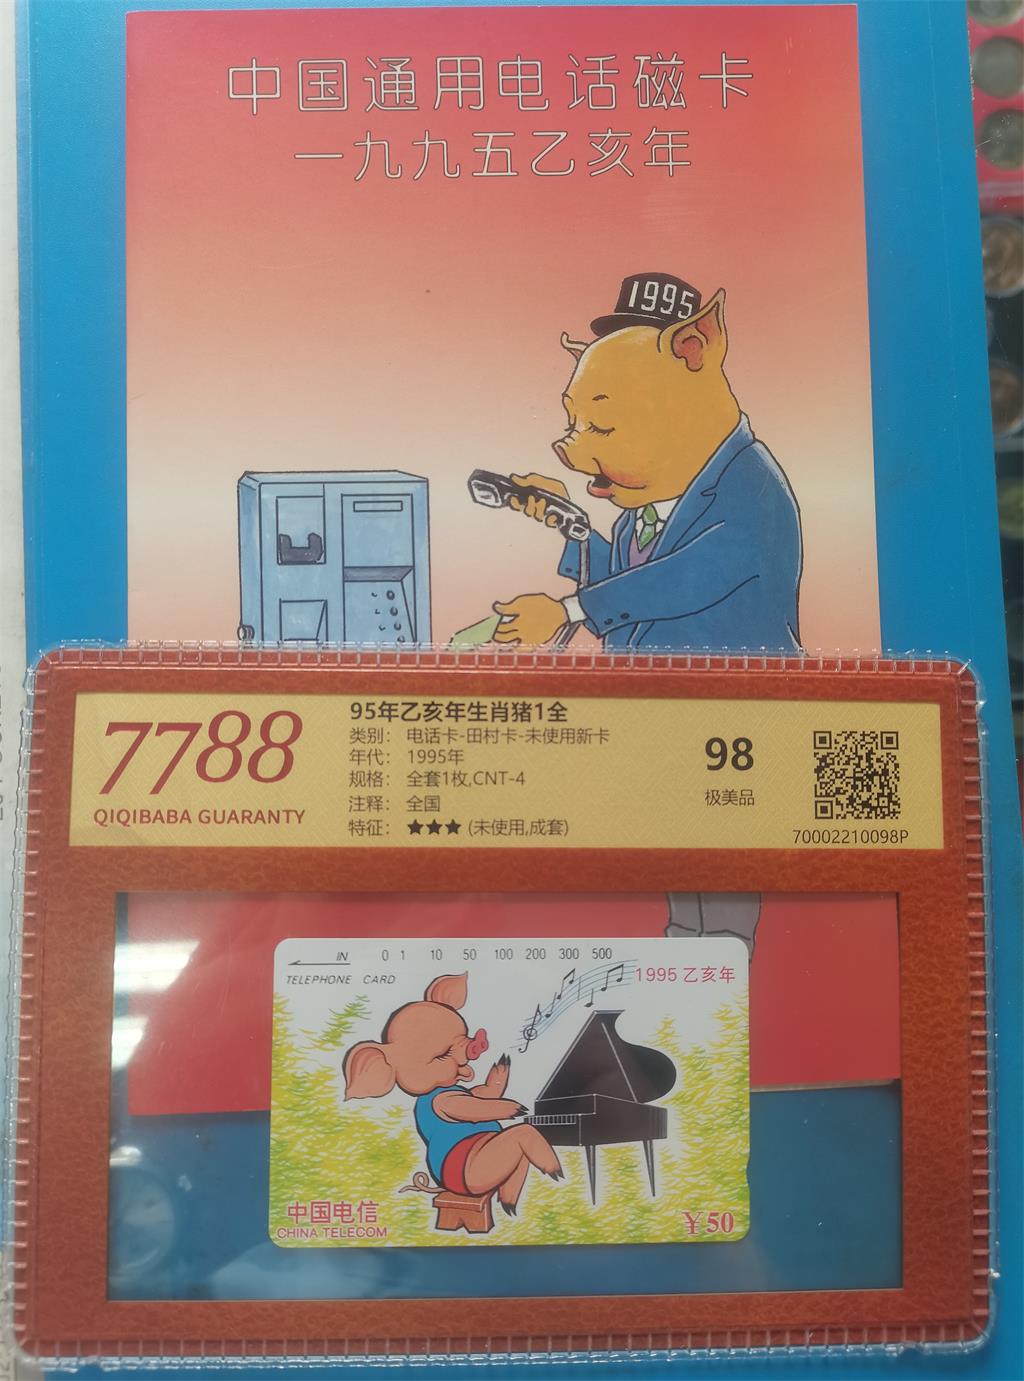 中国通用电话磁卡
一九九五乙亥年
1995
7788
QIQIBABA GUARANTY
95年乙亥年生肖猪1全
类别： 电话卡-田村卡-未使用新卡
年代： 1995年
规格： 全套1枚,CNT-4
注释： 全国
特征： ★★★ (未使用,成套)
98
极美品
70002210098P
IN 0 1 10 50 100 200 300 500
TELEPHONE CARD
1995 乙亥年
中国电信
CHINA TELECOM
¥50